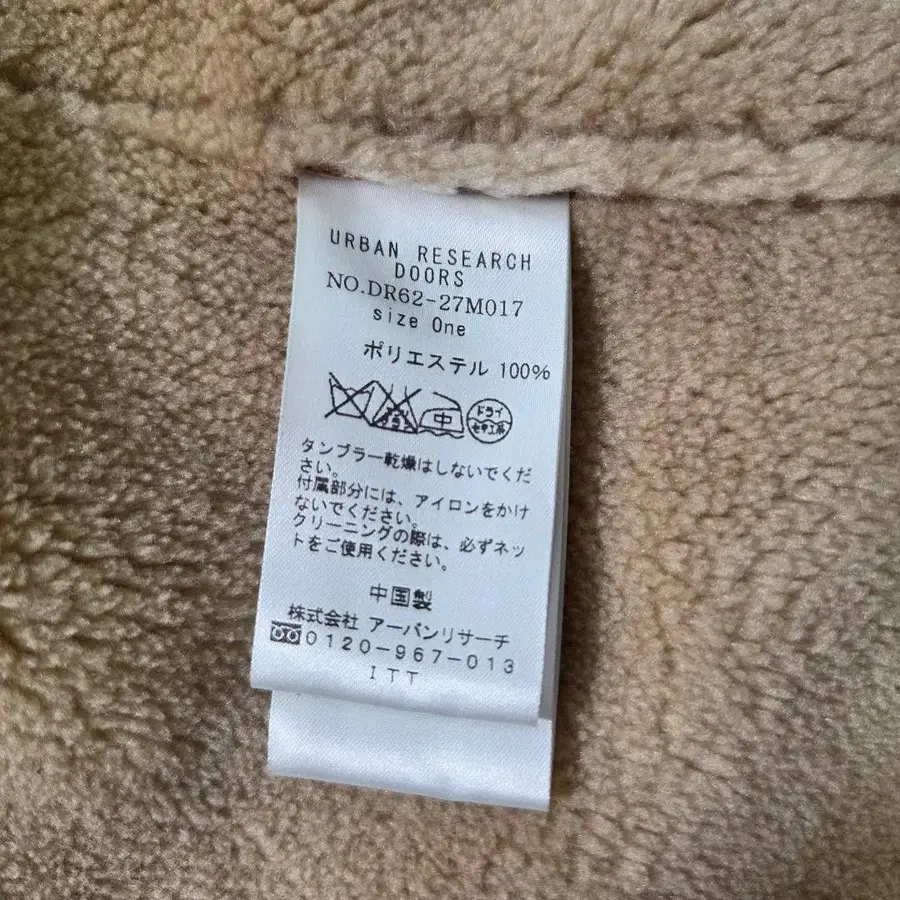 URBAN RESEARCH
DOORS
NO.DR62-27M017
size One
ポリエステル 100%
中 ドライ
セキユ系
タンブラー乾燥はしないでくだ
さい。
付属部分には、アイロンをかけ
ないでください。
クリーニングの際は、必ずネッ
トをご使用ください。
中国製
株式会社 アーバンリサーチ
0120-967-013
ITT